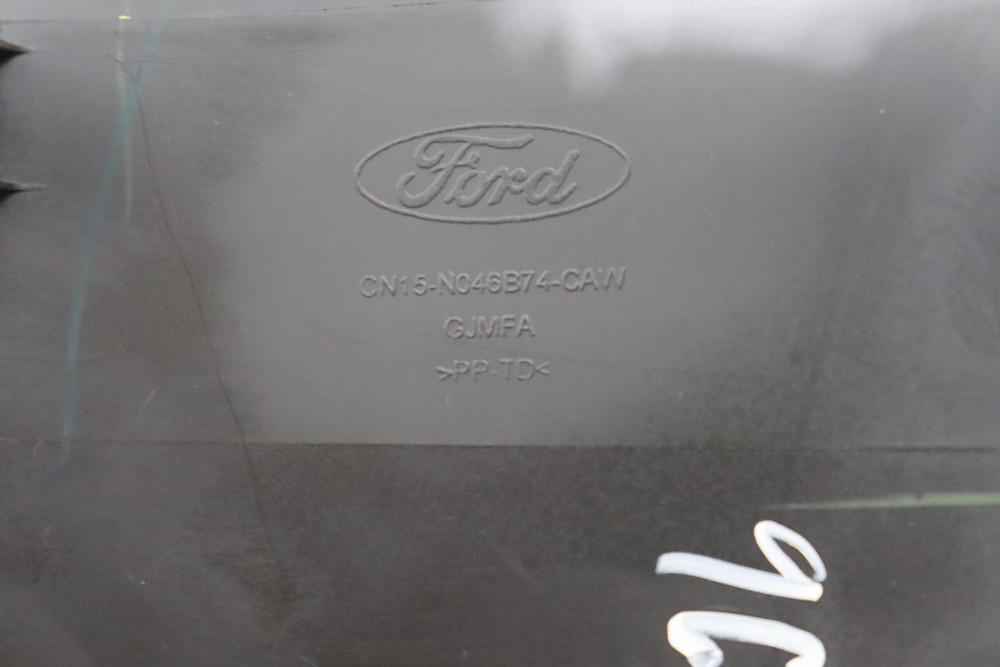 Ford
CN15-N046B74-CAW
GJMFA
>PP-TD<